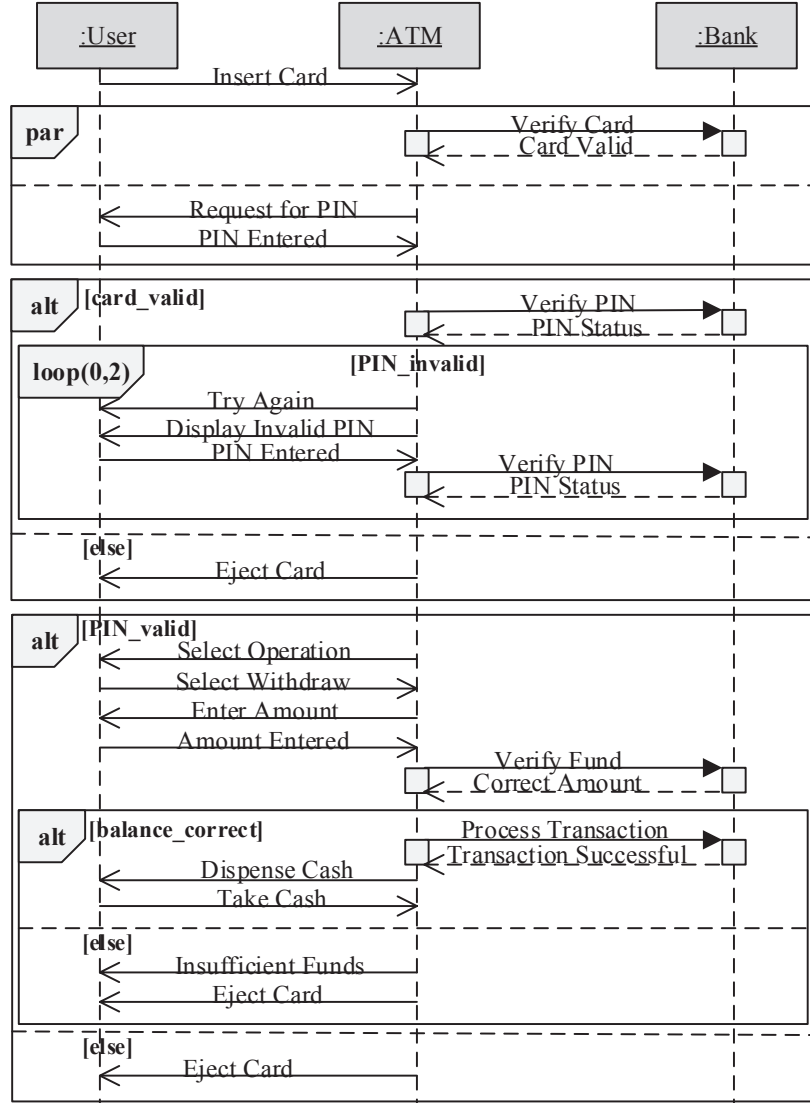 :User
:ATM
:Bank
Insert Card
par
Verify Card
Card Valid
Request for PIN
PIN Entered
alt
[card_valid]
Verify PIN
PIN Status
loop(0,2)
[PIN_invalid]
Try Again
Display Invalid PIN
PIN Entered
Verify PIN
PIN Status
[else]
Eject Card
alt
[PIN_valid]
Select Operation
Select Withdraw
Enter Amount
Amount Entered
Verify Fund
Correct Amount
alt
[balance_correct]
Process Transaction
Transaction Successful
Dispense Cash
Take Cash
[else]
Insufficient Funds
Eject Card
[else]
Eject Card